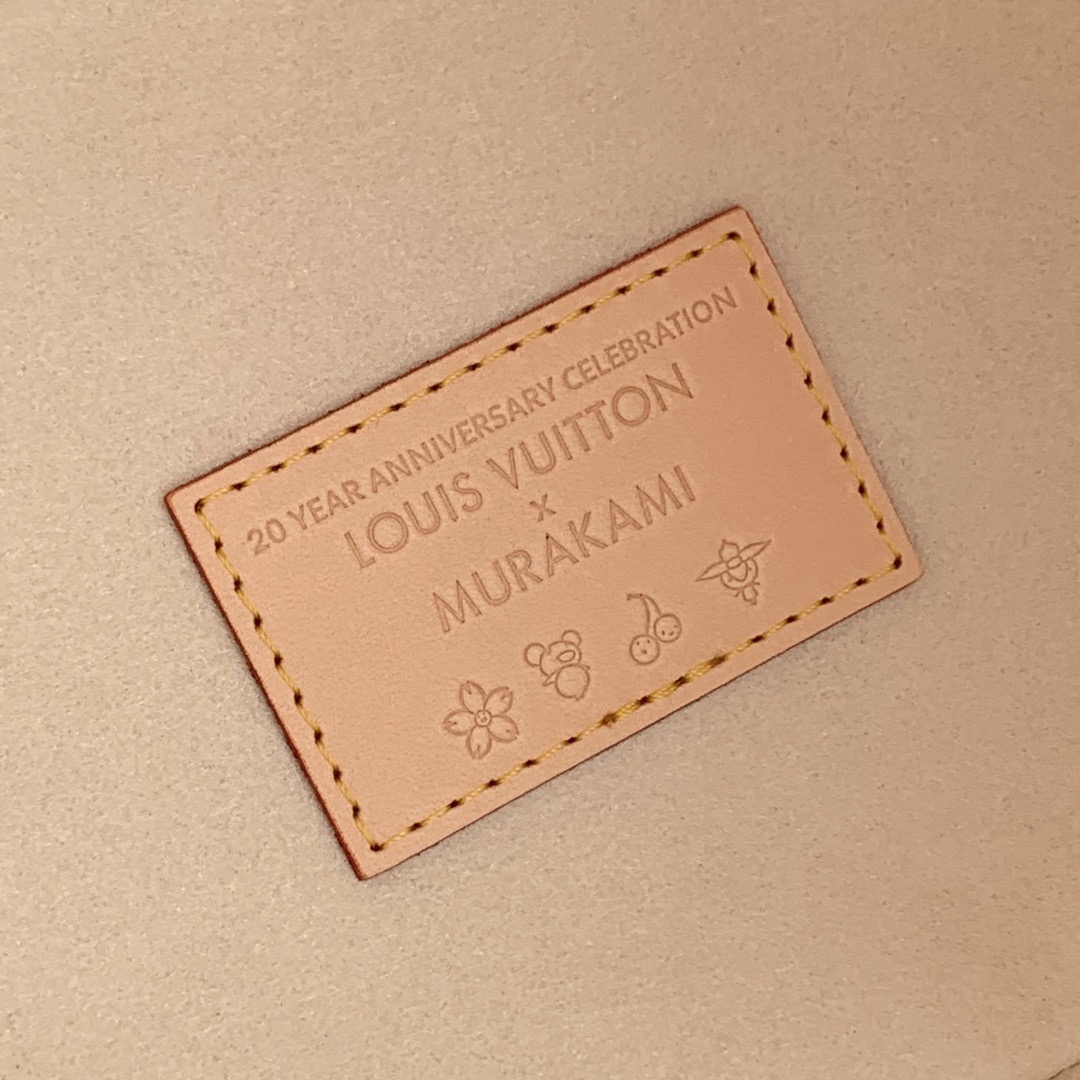 20 YEAR ANNIVERSARY CELEBRATION
LOUIS VUITTON
x
MURAKAMI